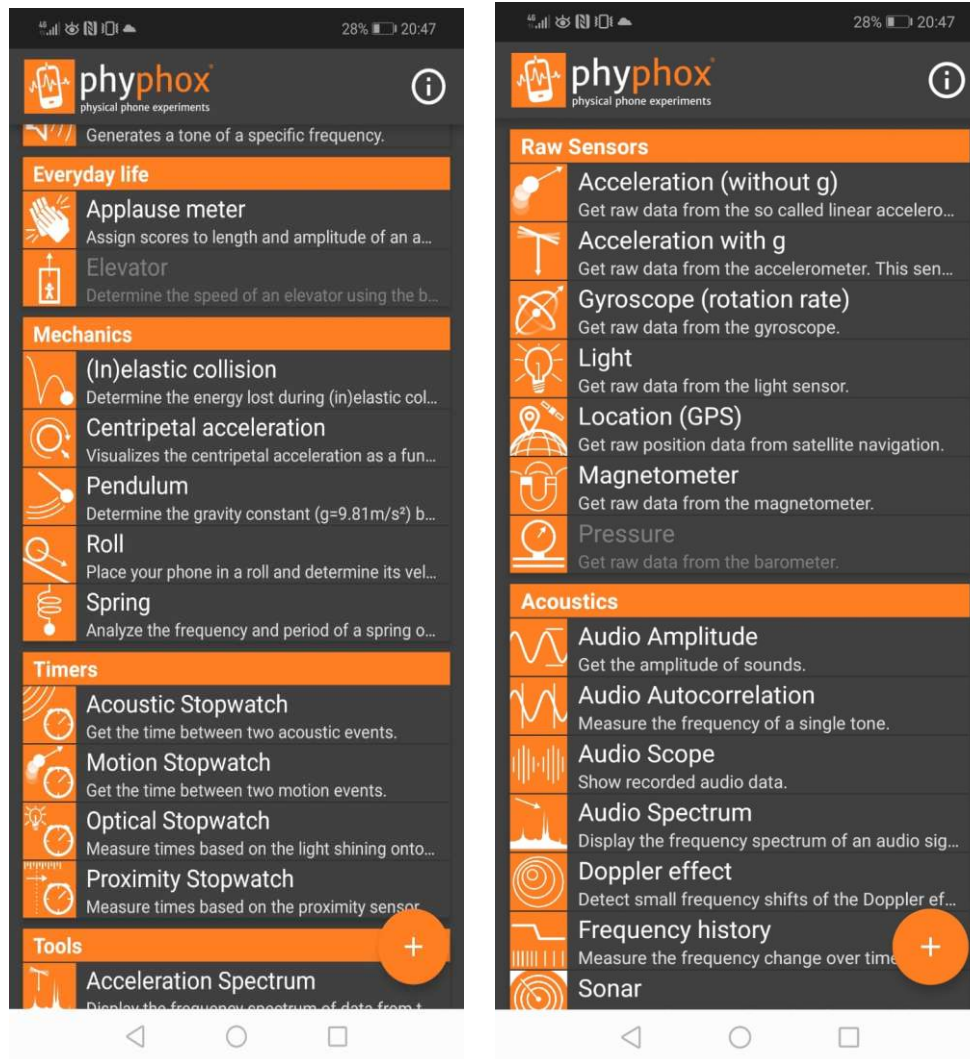 28% 20:47
phyphox
physical phone experiments
Generates a tone of a specific frequency.
Everyday life
Applause meter
Assign scores to length and amplitude of an a...
Elevator
Determine the speed of an elevator using the b...
Mechanics
(In)elastic collision
Determine the energy lost during (in)elastic col...
Centripetal acceleration
Visualizes the centripetal acceleration as a fun...
Pendulum
Determine the gravity constant (g=9.81m/s²) b...
Roll
Place your phone in a roll and determine its vel...
Spring
Analyze the frequency and period of a spring o...
Timers
Acoustic Stopwatch
Get the time between two acoustic events.
Motion Stopwatch
Get the time between two motion events.
Optical Stopwatch
Measure times based on the light shining onto...
Proximity Stopwatch
Measure times based on the proximity sensor
Tools
+
Acceleration Spectrum
Display the frequency spectrum of data from t
28% 20:47
phyphox
physical phone experiments
Raw Sensors
Acceleration (without g)
Get raw data from the so called linear accelero...
Acceleration with g
Get raw data from the accelerometer. This sen...
Gyroscope (rotation rate)
Get raw data from the gyroscope.
Light
Get raw data from the light sensor.
Location (GPS)
Get raw position data from satellite navigation.
Magnetometer
Get raw data from the magnetometer.
Pressure
Get raw data from the barometer.
Acoustics
Audio Amplitude
Get the amplitude of sounds.
Audio Autocorrelation
Measure the frequency of a single tone.
Audio Scope
Show recorded audio data.
Audio Spectrum
Display the frequency spectrum of an audio sig...
Doppler effect
Detect small frequency shifts of the Doppler ef...
Frequency history
Measure the frequency change over time
+
Sonar